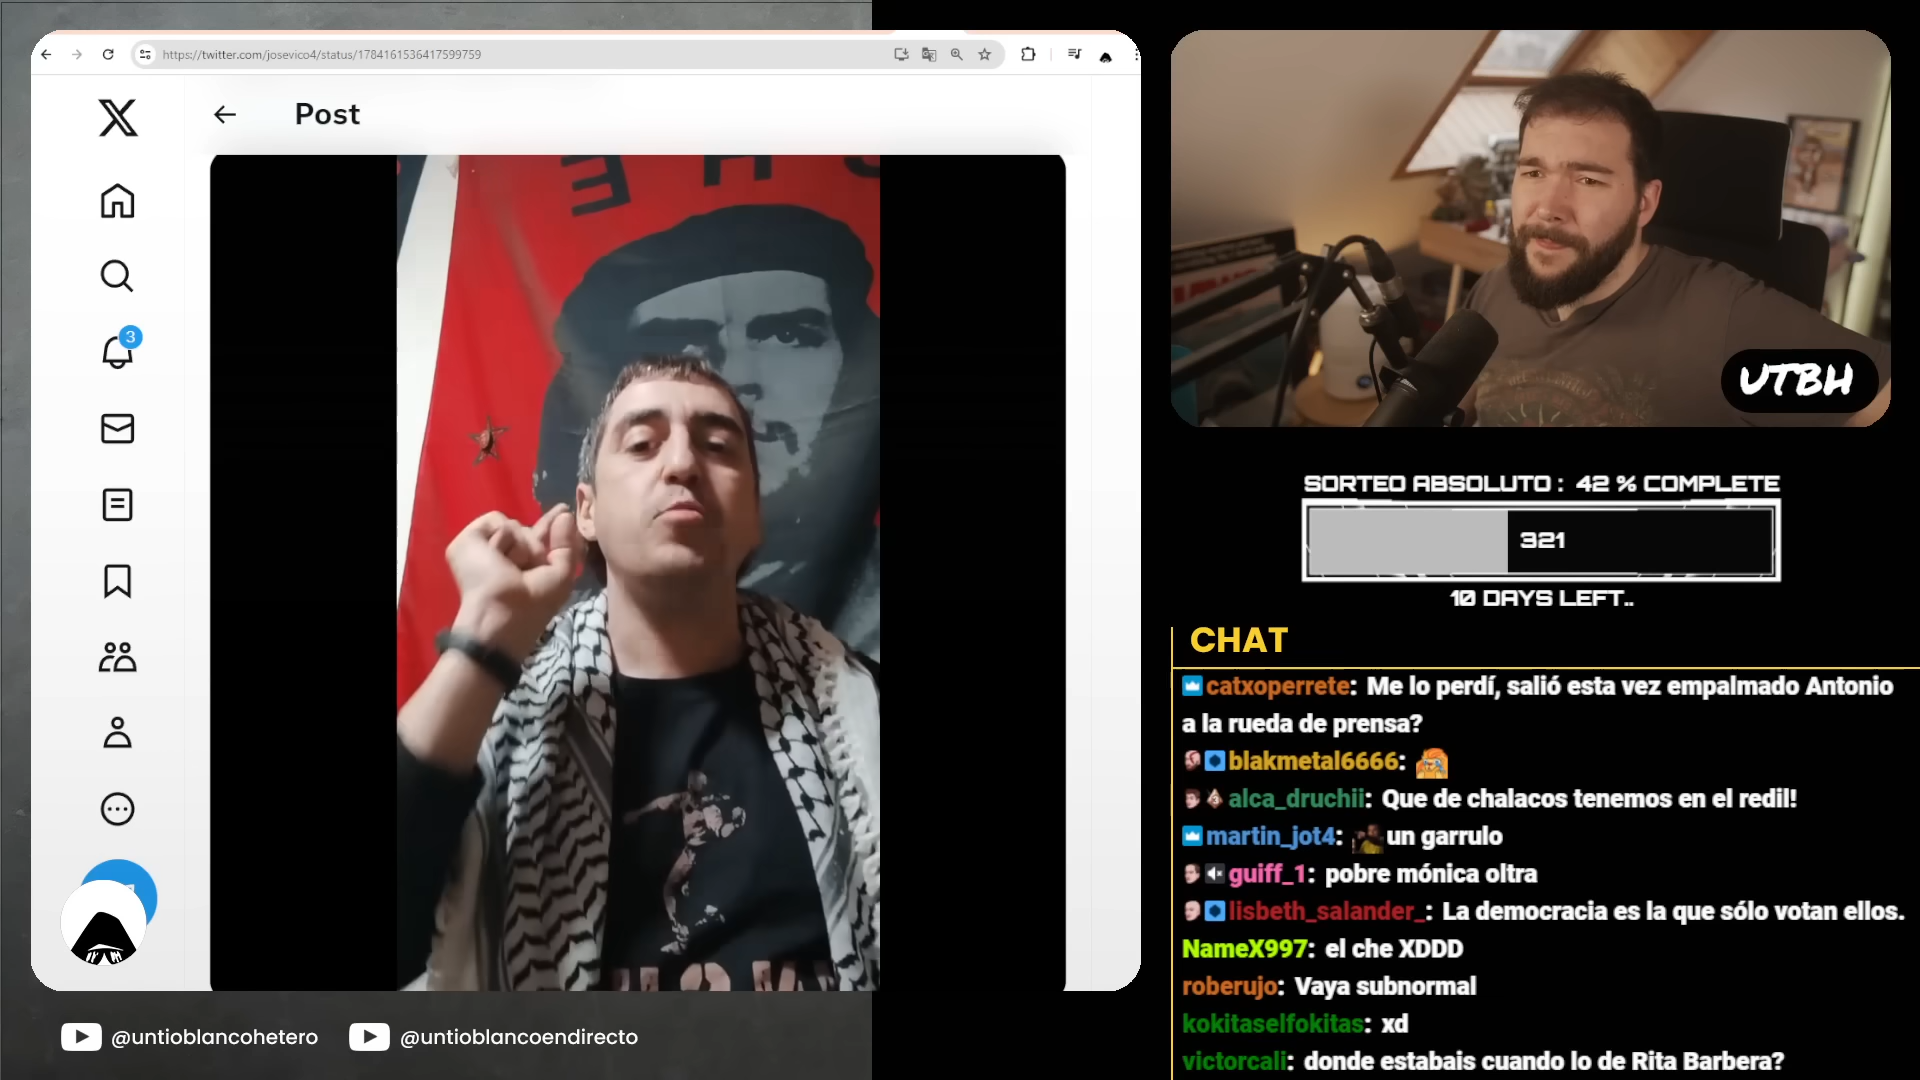 https://twitter.com/josevico4/status/1784161536417599759
Post
3
CHE
UTBH
SORTEO ABSOLUTO : 42 % COMPLETE
321
10 DAYS LEFT..
CHAT
catxoperrete: Me lo perdí, salió esta vez empalmado Antonio
a la rueda de prensa?
blakmetal6666:
alca_druchii: Que de chalacos tenemos en el redil!
martin_jot4: un garrulo
guiff_1: pobre mónica oltra
lisbeth_salander_: La democracia es la que sólo votan ellos.
NameX997: el che XDDD
roberujo: Vaya subnormal
kokitaselfokitas: xd
victorcali: donde estabais cuando lo de Rita Barbera?
@untioblancohetero
@untioblancoendirecto